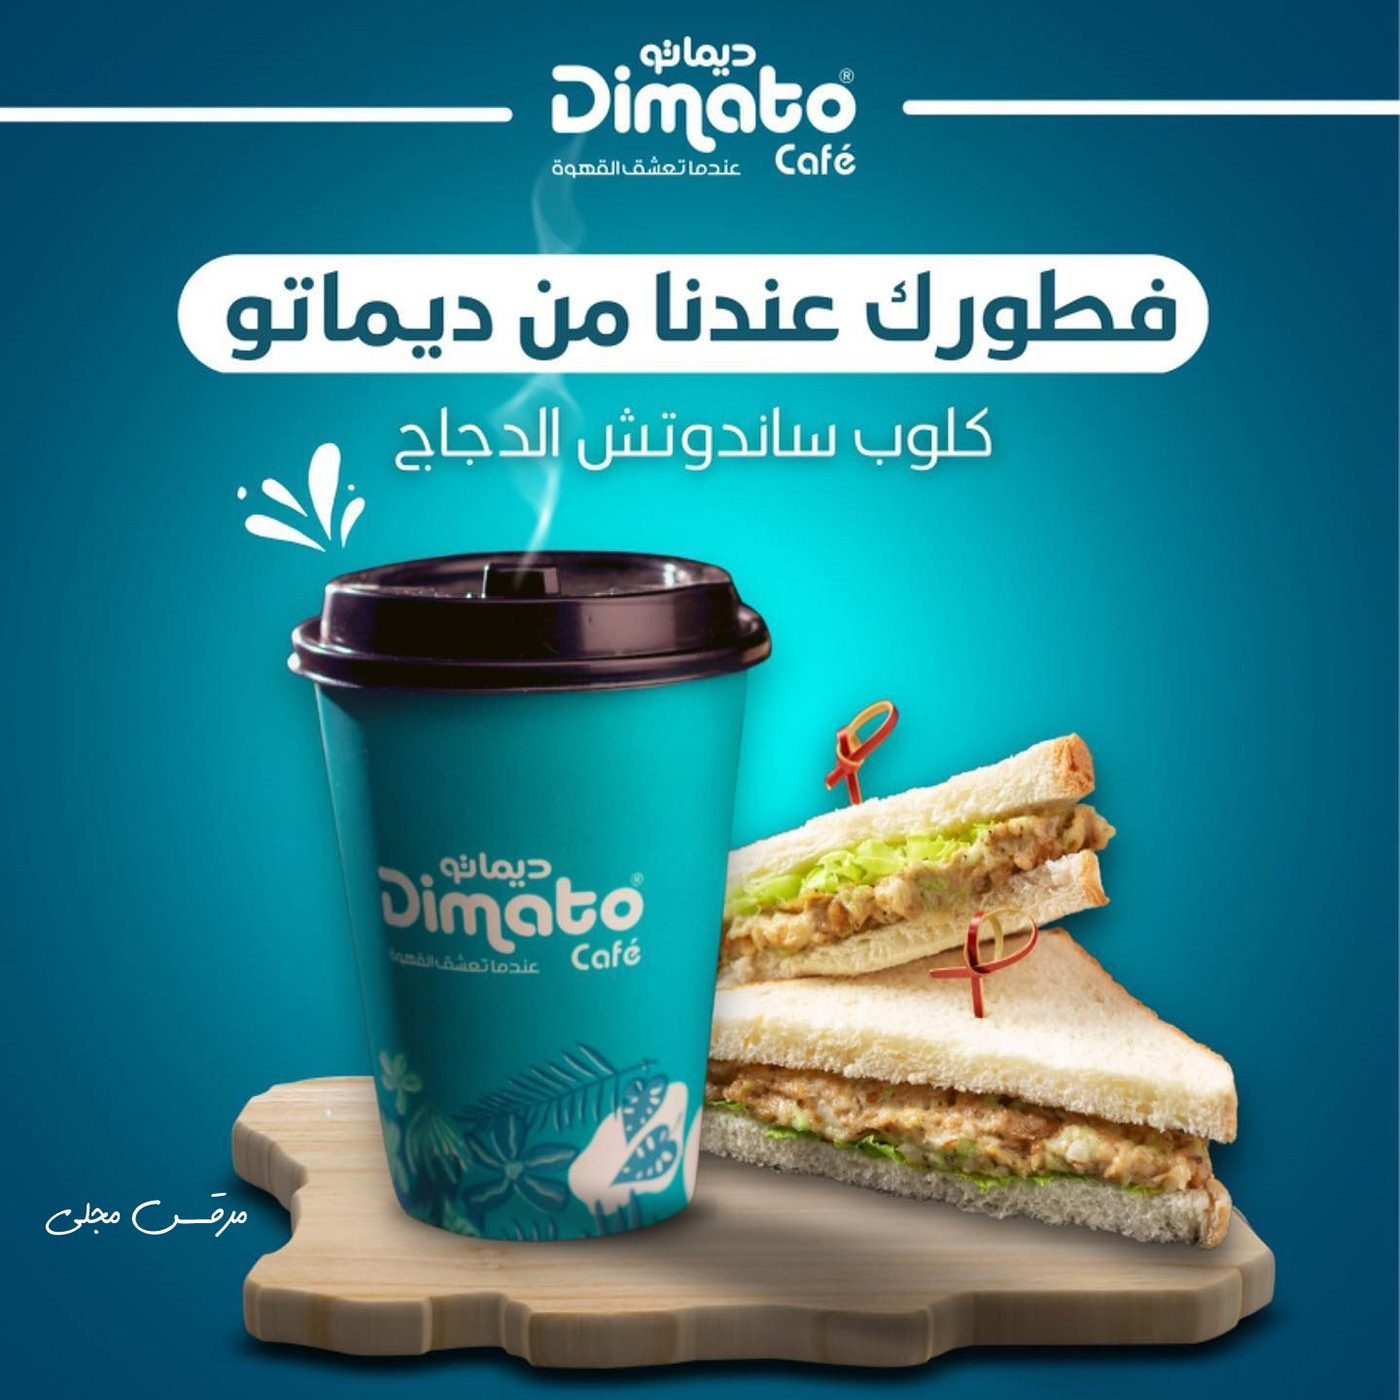 ديماتو
Dimato®
Café
عندما تعشق القهوة
فطورك عندنا من ديماتو
كلوب ساندوتش الدجاج
ديماتو
Dimato®
Café
عندما تعشق القهوة
مرقس مجلى